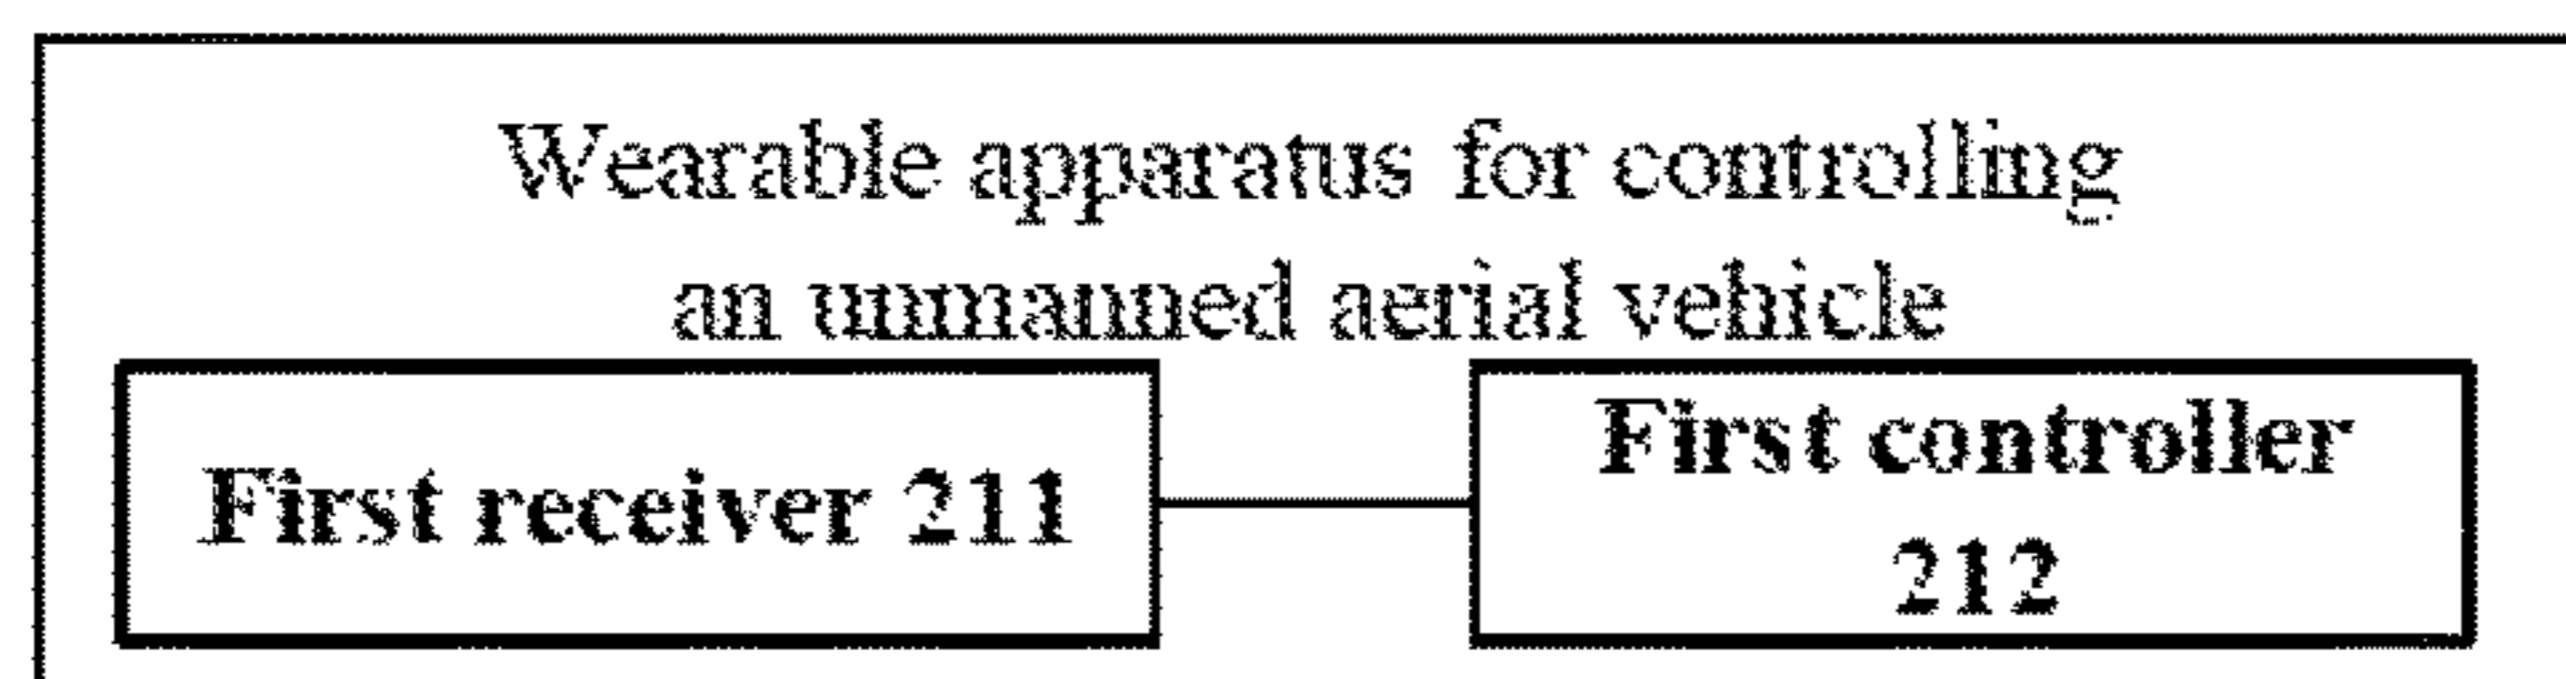 Wearable apparatus for controlling
an unmanned aerial vehicle
First receiver 211
First controller
212